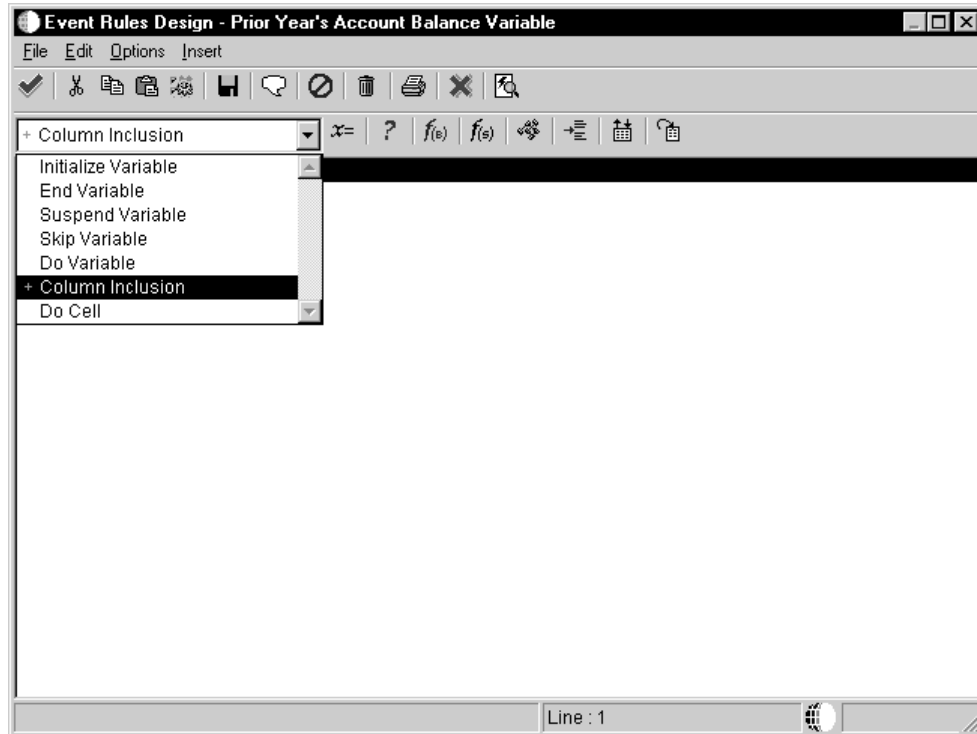 Event Rules Design - Prior Year's Account Balance Variable
File Edit Options Insert
+ Column Inclusion x= ? f(B) f(S)
Initialize Variable
End Variable
Suspend Variable
Skip Variable
Do Variable
+ Column Inclusion
Do Cell
Line : 1